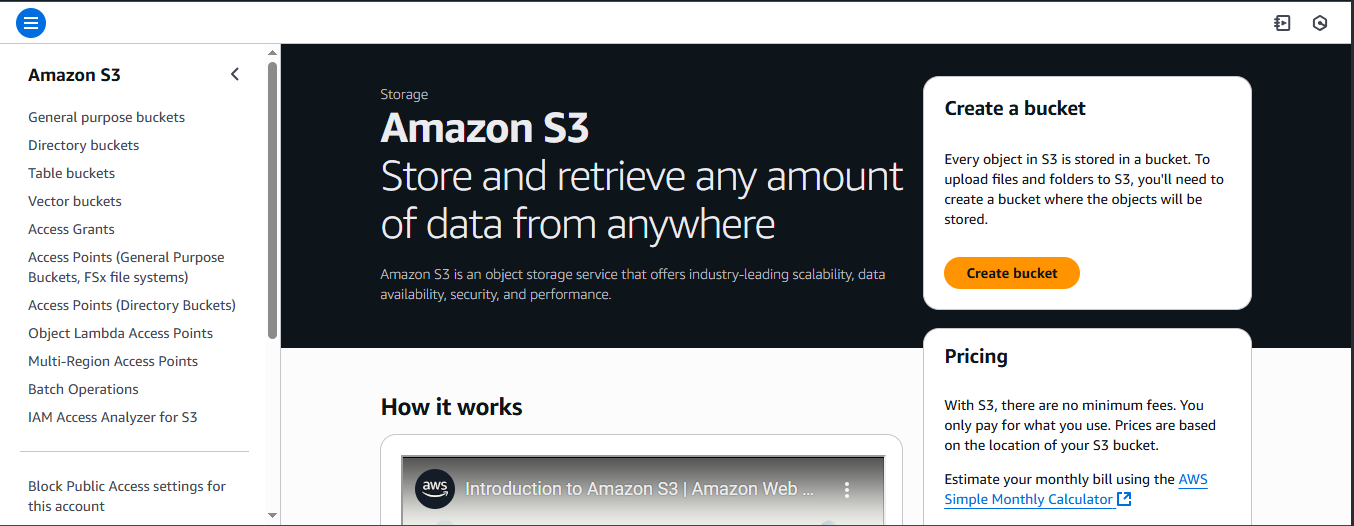 Amazon S3
General purpose buckets
Directory buckets
Table buckets
Vector buckets
Access Grants
Access Points (General Purpose
Buckets, FSx file systems)
Access Points (Directory Buckets)
Object Lambda Access Points
Multi-Region Access Points
Batch Operations
IAM Access Analyzer for S3
Block Public Access settings for
this account
Storage
Amazon S3
Store and retrieve any amount
of data from anywhere
Amazon S3 is an object storage service that offers industry-leading scalability, data
availability, security, and performance.
Create a bucket
Every object in S3 is stored in a bucket. To
upload files and folders to S3, you'll need to
create a bucket where the objects will be
stored.
Create bucket
Pricing
With S3, there are no minimum fees. You
only pay for what you use. Prices are based
on the location of your S3 bucket.
Estimate your monthly bill using the AWS
Simple Monthly Calculator
How it works
aws
Introduction to Amazon S3 | Amazon Web ...